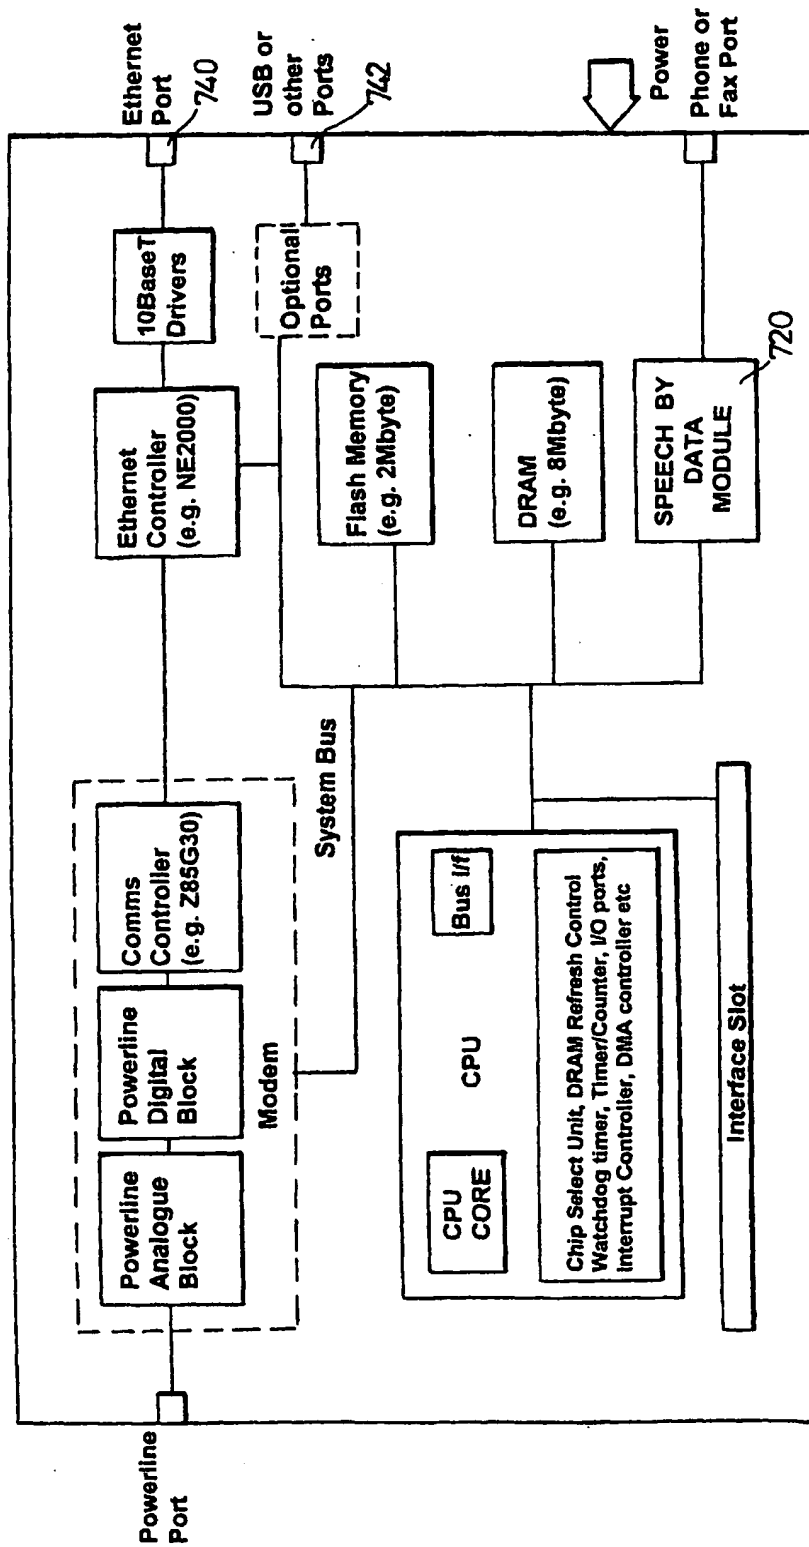 Powerline
Port
Powerline
Analogue
Block
Powerline
Digital
Block
Comms
Controller
(e.g. Z85G30)
Modem
Ethernet
Controller
(e.g. NE2000)
10BaseT
Drivers
Ethernet
Port
740
USB or
other
Ports
742
Optional
Ports
System Bus
Flash Memory
(e.g. 2Mbyte)
DRAM
(e.g. 8Mbyte)
SPEECH BY
DATA
MODULE
720
Power
Phone or
Fax Port
CPU
CORE
CPU
Bus I/f
Chip Select Unit, DRAM Refresh Control
Watchdog timer, Timer/Counter, I/O ports,
Interrupt Controller, DMA controller etc
Interface Slot